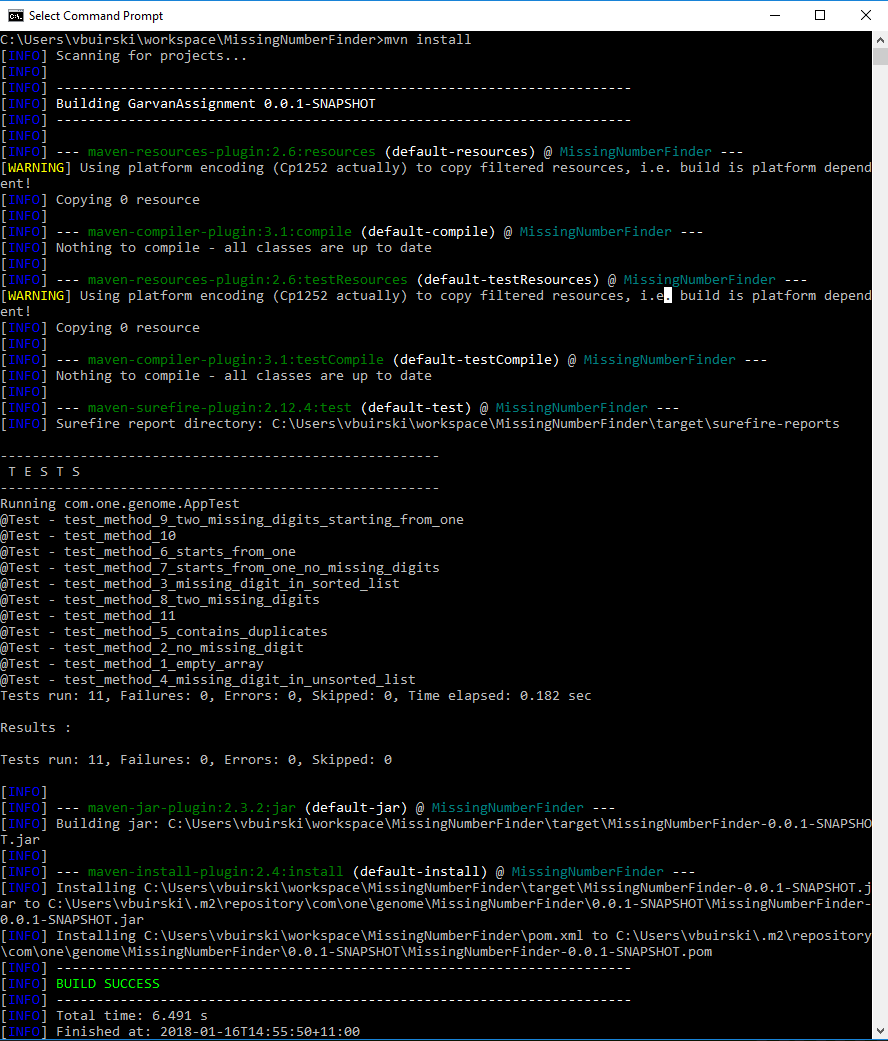 Select Command Prompt
C:\Users\vbuirski\workspace\MissingNumberFinder>mvn install
[INFO] Scanning for projects...
[INFO]
[INFO] ------------------------------------------------------------------------
[INFO] Building GarvanAssignment 0.0.1-SNAPSHOT
[INFO] ------------------------------------------------------------------------
[INFO]
[INFO] --- maven-resources-plugin:2.6:resources (default-resources) @ MissingNumberFinder ---
[WARNING] Using platform encoding (Cp1252 actually) to copy filtered resources, i.e. build is platform depend
ent!
[INFO] Copying 0 resource
[INFO]
[INFO] --- maven-compiler-plugin:3.1:compile (default-compile) @ MissingNumberFinder ---
[INFO] Nothing to compile - all classes are up to date
[INFO]
[INFO] --- maven-resources-plugin:2.6:testResources (default-testResources) @ MissingNumberFinder ---
[WARNING] Using platform encoding (Cp1252 actually) to copy filtered resources, i.e. build is platform depend
ent!
[INFO] Copying 0 resource
[INFO]
[INFO] --- maven-compiler-plugin:3.1:testCompile (default-testCompile) @ MissingNumberFinder ---
[INFO] Nothing to compile - all classes are up to date
[INFO]
[INFO] --- maven-surefire-plugin:2.12.4:test (default-test) @ MissingNumberFinder ---
[INFO] Surefire report directory: C:\Users\vbuirski\workspace\MissingNumberFinder\target\surefire-reports
-------------------------------------------------------
T E S T S
-------------------------------------------------------
Running com.one.genome.AppTest
@Test - test_method_9_two_missing_digits_starting_from_one
@Test - test_method_10
@Test - test_method_6_starts_from_one
@Test - test_method_7_starts_from_one_no_missing_digits
@Test - test_method_3_missing_digit_in_sorted_list
@Test - test_method_8_two_missing_digits
@Test - test_method_11
@Test - test_method_5_contains_duplicates
@Test - test_method_2_no_missing_digit
@Test - test_method_1_empty_array
@Test - test_method_4_missing_digit_in_unsorted_list
Tests run: 11, Failures: 0, Errors: 0, Skipped: 0, Time elapsed: 0.182 sec
Results :
Tests run: 11, Failures: 0, Errors: 0, Skipped: 0
[INFO]
[INFO] --- maven-jar-plugin:2.3.2:jar (default-jar) @ MissingNumberFinder ---
[INFO] Building jar: C:\Users\vbuirski\workspace\MissingNumberFinder\target\MissingNumberFinder-0.0.1-SNAPSHO
T.jar
[INFO]
[INFO] --- maven-install-plugin:2.4:install (default-install) @ MissingNumberFinder ---
[INFO] Installing C:\Users\vbuirski\workspace\MissingNumberFinder\target\MissingNumberFinder-0.0.1-SNAPSHOT.j
ar to C:\Users\vbuirski\.m2\repository\com\one\genome\MissingNumberFinder\0.0.1-SNAPSHOT\MissingNumberFinder-
0.0.1-SNAPSHOT.jar
[INFO] Installing C:\Users\vbuirski\workspace\MissingNumberFinder\pom.xml to C:\Users\vbuirski\.m2\repository
\com\one\genome\MissingNumberFinder\0.0.1-SNAPSHOT\MissingNumberFinder-0.0.1-SNAPSHOT.pom
[INFO] ------------------------------------------------------------------------
[INFO] BUILD SUCCESS
[INFO] ------------------------------------------------------------------------
[INFO] Total time: 6.491 s
[INFO] Finished at: 2018-01-16T14:55:50+11:00